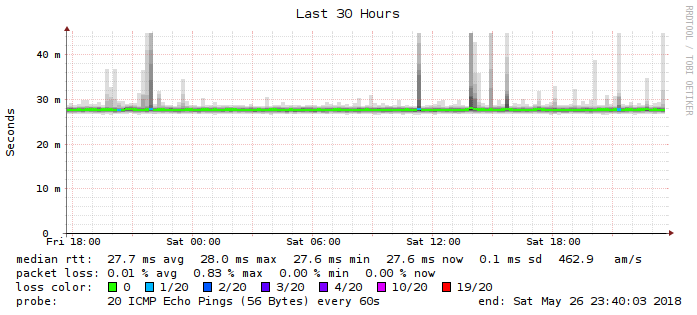 Last 30 Hours
RRDTOOL / TOBI OETIKER
Seconds
40 m
30 m
20 m
10 m
0
Fri 18:00 Sat 00:00 Sat 06:00 Sat 12:00 Sat 18:00
median rtt: 27.7 ms avg 28.0 ms max 27.6 ms min 27.6 ms now 0.1 ms sd 462.9 am/s
packet loss: 0.01 % avg 0.83 % max 0.00 % min 0.00 % now
loss color: 0 1/20 2/20 3/20 4/20 10/20 19/20
probe: 20 ICMP Echo Pings (56 Bytes) every 60s end: Sat May 26 23:40:03 2018